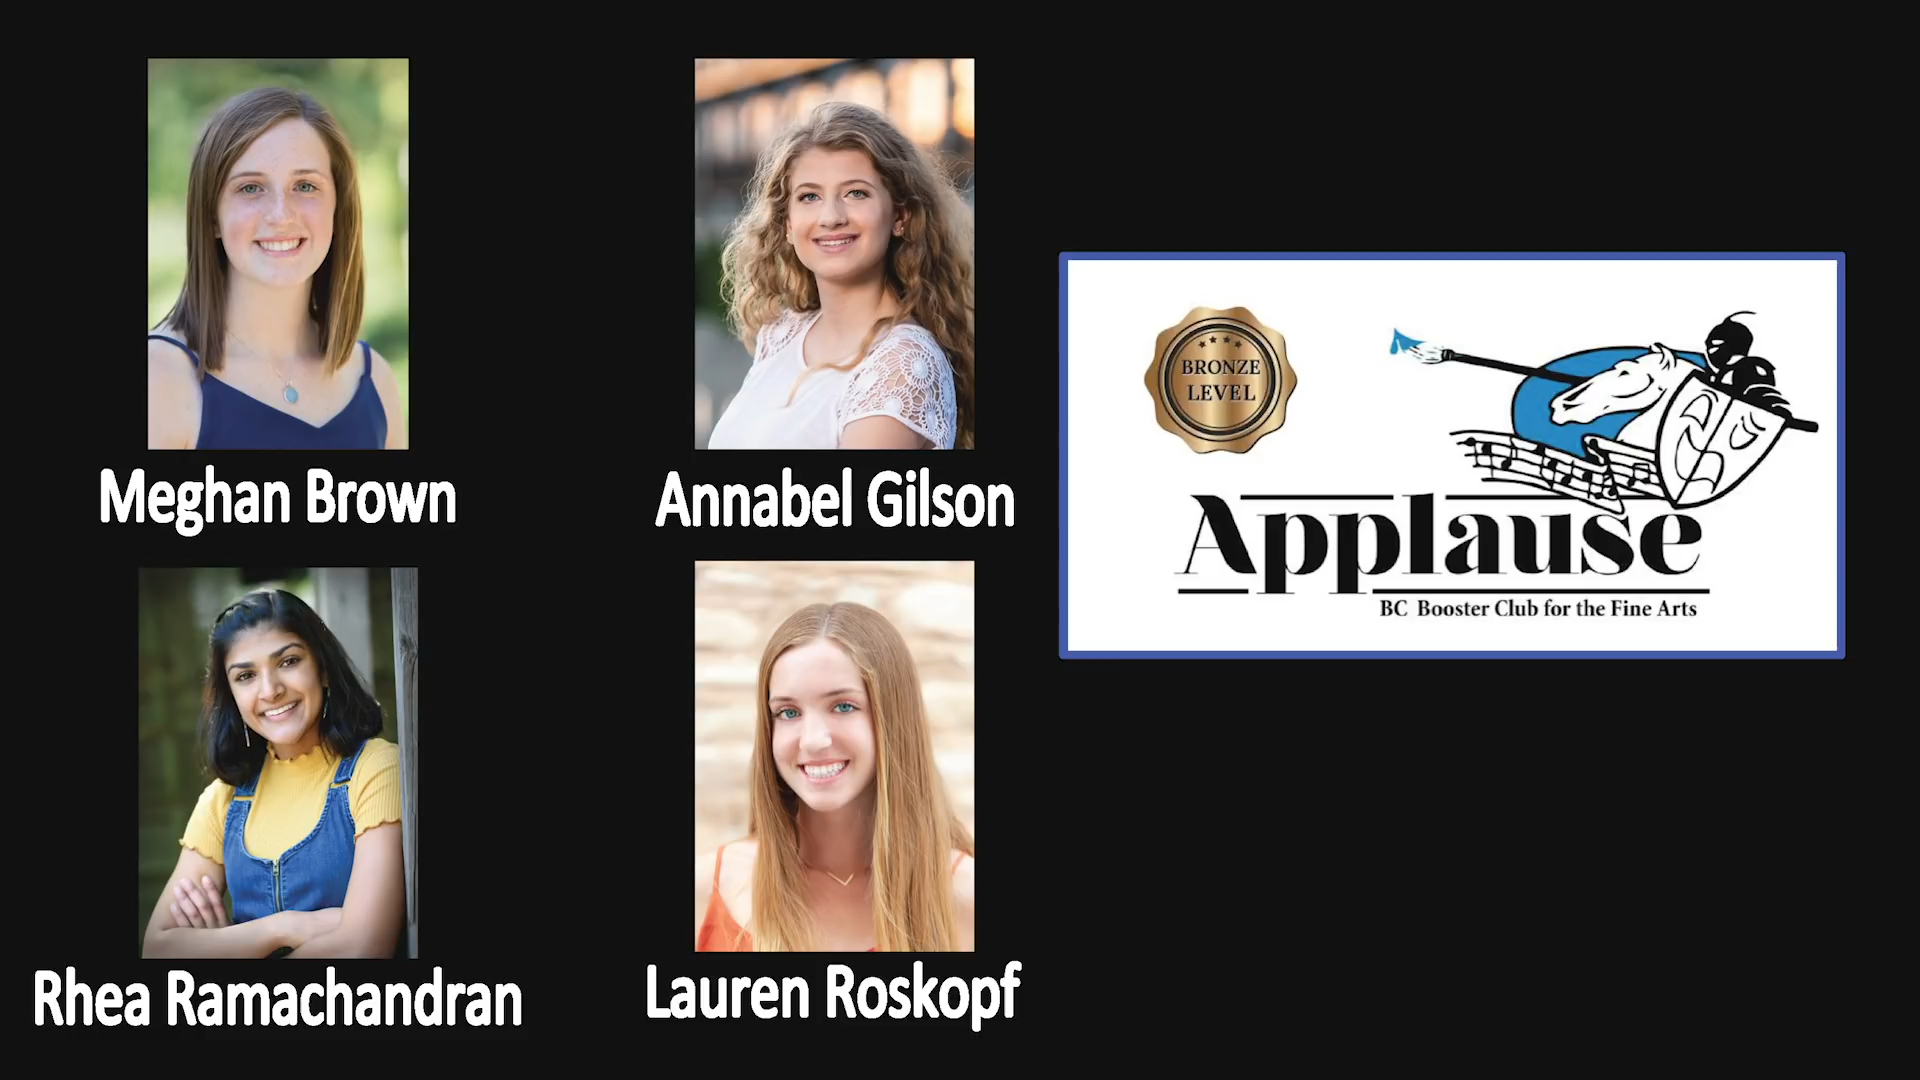 Meghan Brown
Annabel Gilson
Rhea Ramachandran
Lauren Roskopf
BRONZE
LEVEL
Applause
BC Booster Club for the Fine Arts